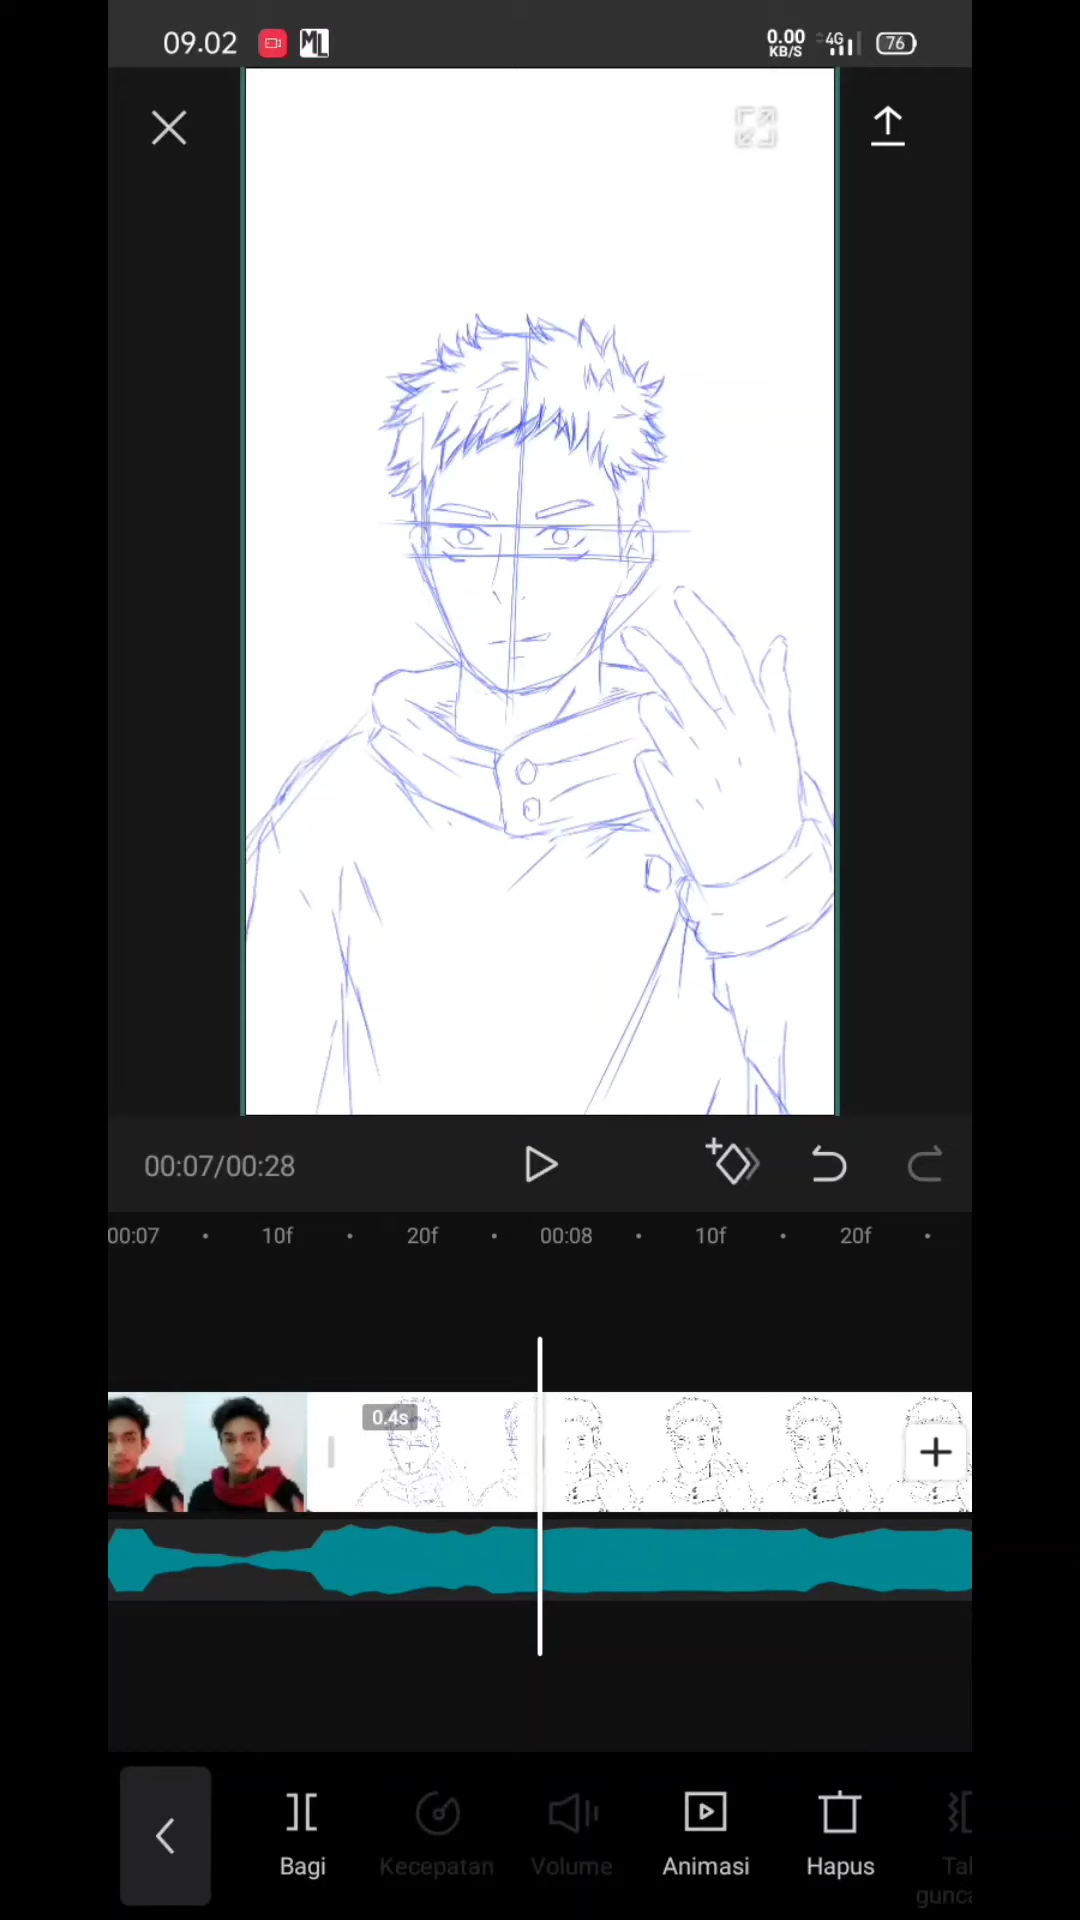 09.02 ML 0.00 KB/S 4G 76
00:07/00:28
00:07 10f 20f 00:08 10f 20f
0.4s
Bagi Kecepatan Volume Animasi Hapus